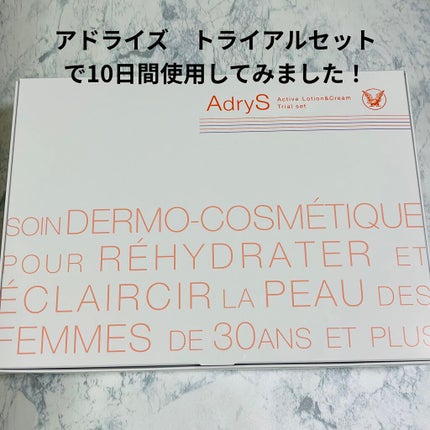 アドライズ　トライアルセット
で10日間使用してみました！
AdryS Active Lotion&Cream
Trial set
SOIN DERMO-COSMÉTIQUE
POUR RÉHYDRATER ET
ÉCLAIRCIR LA PEAU DES
FEMMES DE 30ANS ET PLUS